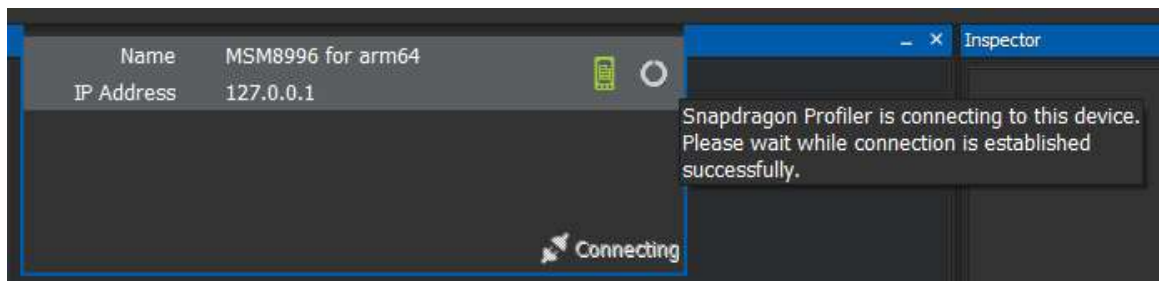 Name MSM8996 for arm64
IP Address 127.0.0.1
Inspector
Snapdragon Profiler is connecting to this device.
Please wait while connection is established
successfully.
Connecting